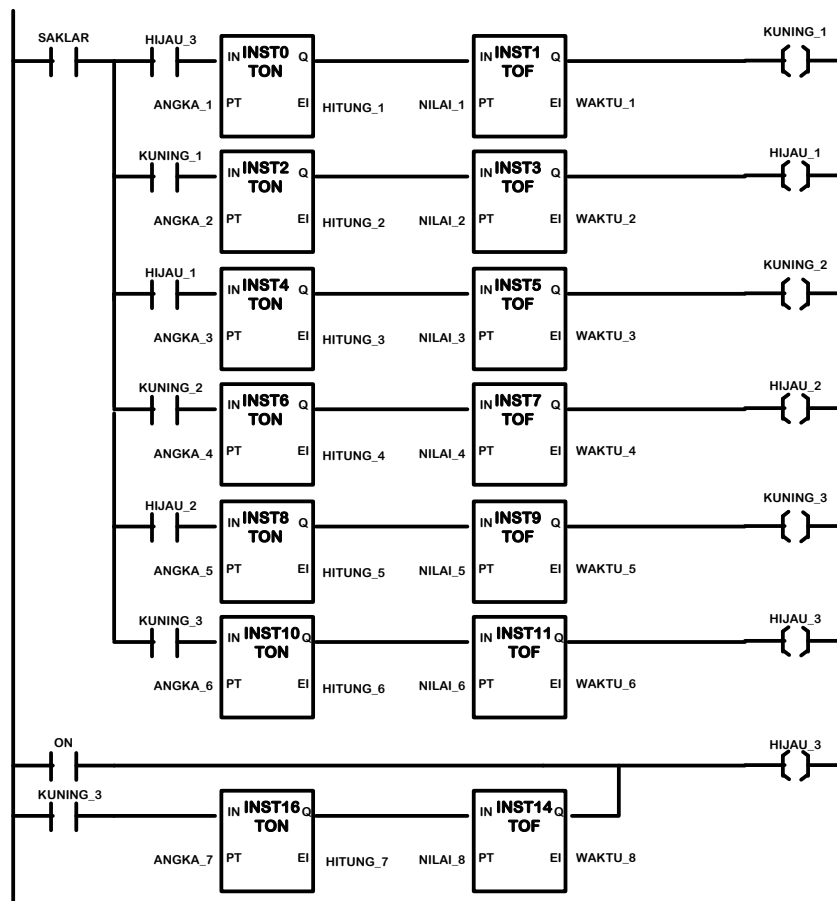 SAKLAR HIJAU_3 IN INST0 Q IN INST1 Q KUNING_1
TON TOF
ANGKA_1 PT EI HITUNG_1 NILAI_1 PT EI WAKTU_1
KUNING_1 IN INST2 Q IN INST3 Q HIJAU_1
TON TOF
ANGKA_2 PT EI HITUNG_2 NILAI_2 PT EI WAKTU_2
HIJAU_1 IN INST4 Q IN INST5 Q KUNING_2
TON TOF
ANGKA_3 PT EI HITUNG_3 NILAI_3 PT EI WAKTU_3
KUNING_2 IN INST6 Q IN INST7 Q HIJAU_2
TON TOF
ANGKA_4 PT EI HITUNG_4 NILAI_4 PT EI WAKTU_4
HIJAU_2 IN INST8 Q IN INST9 Q KUNING_3
TON TOF
ANGKA_5 PT EI HITUNG_5 NILAI_5 PT EI WAKTU_5
KUNING_3 IN INST10 Q IN INST11 Q HIJAU_3
TON TOF
ANGKA_6 PT EI HITUNG_6 NILAI_6 PT EI WAKTU_6
ON HIJAU_3
KUNING_3 IN INST16 Q IN INST14 Q
TON TOF
ANGKA_7 PT EI HITUNG_7 NILAI_8 PT EI WAKTU_8